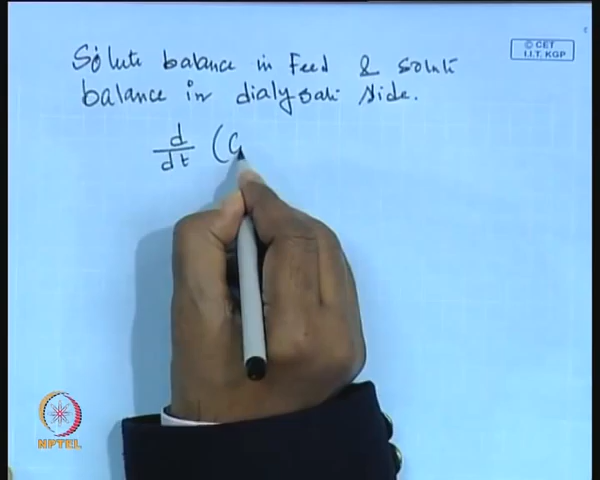 Solute balance in Feed & solute
balance in dialysate side.
d/dt (C
© CET
I.I.T. KGP
NPTEL